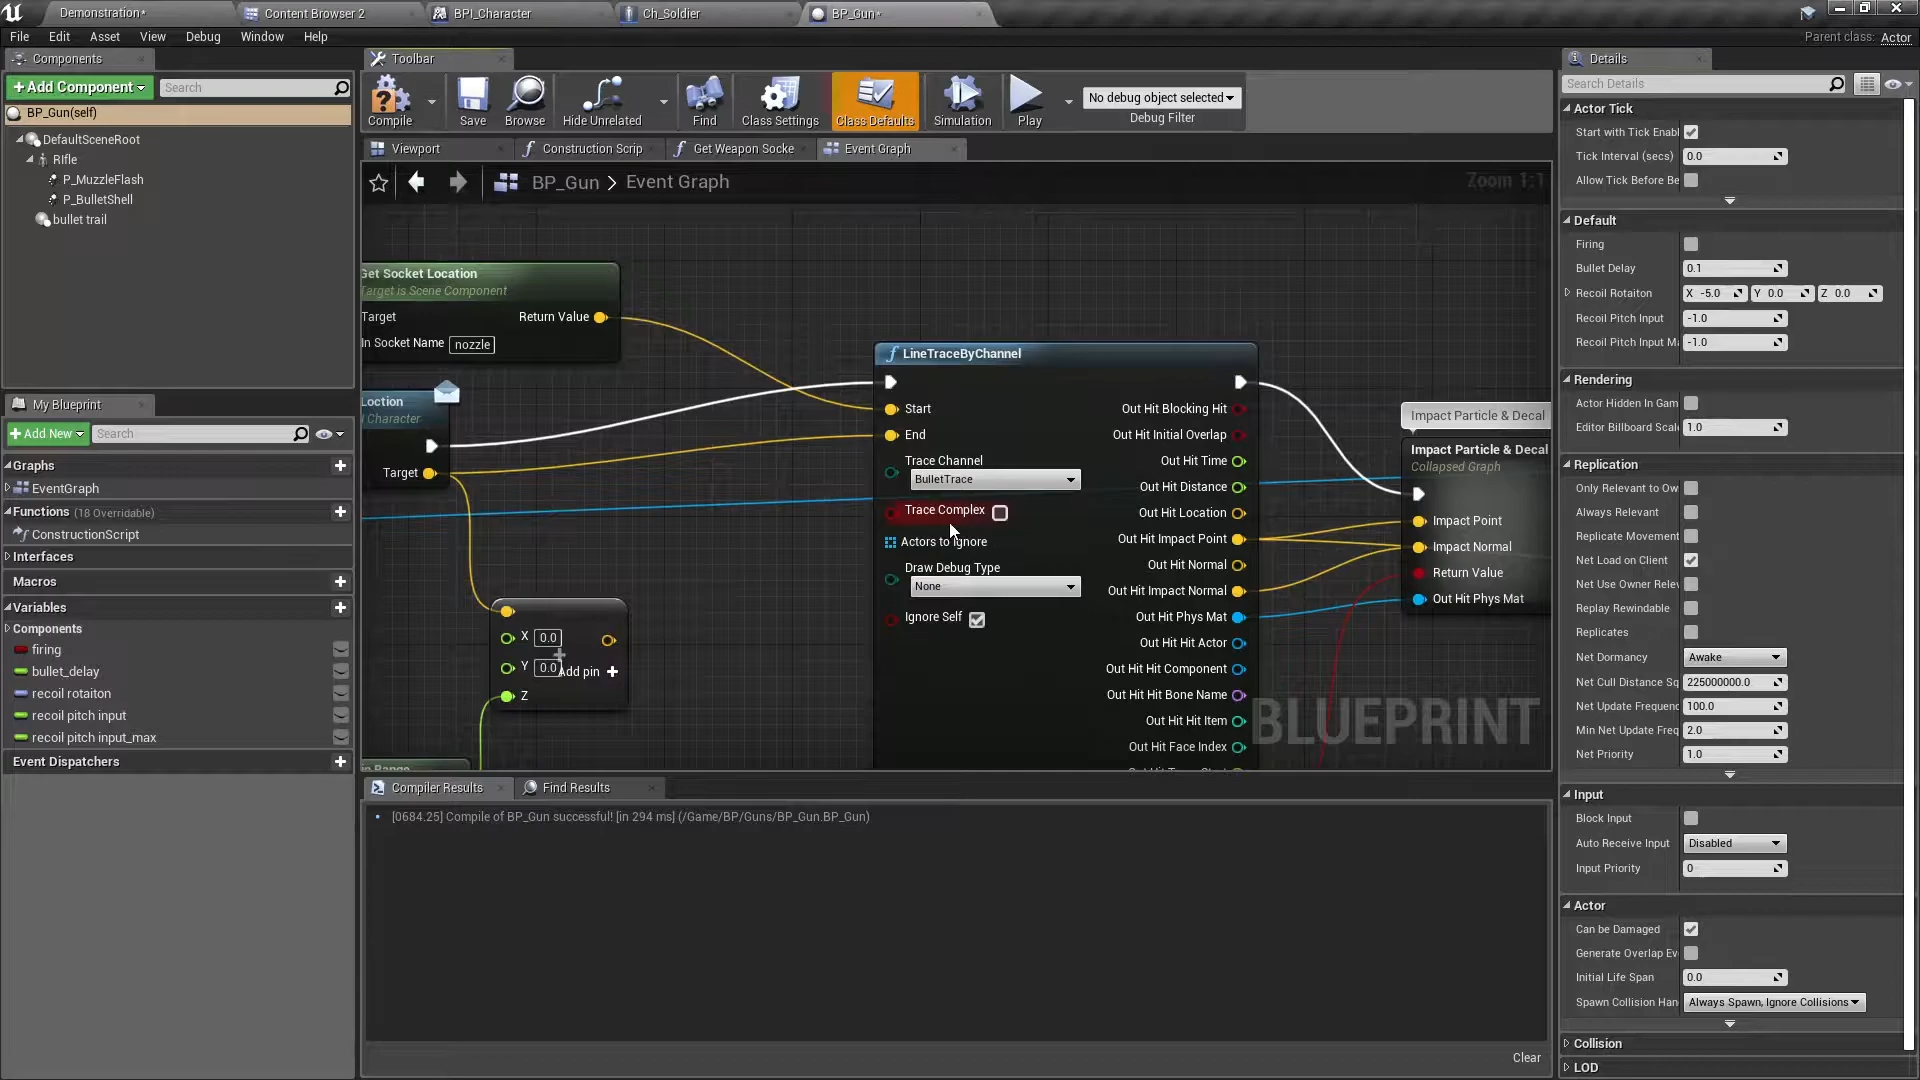 Demonstration*
Content Browser 2
BPI_Character
Ch_Soldier
BP_Gun*
File Edit Asset View Debug Window Help
Parent class: Actor
Components
+Add Component
Search
BP_Gun(self)
DefaultSceneRoot
RIfle
P_MuzzleFlash
P_BulletShell
bullet trail
My Blueprint
+Add New
Search
Graphs
EventGraph
Functions (18 Overridable)
ConstructionScript
Interfaces
Macros
Variables
Components
firing
bullet_delay
recoil rotaiton
recoil pitch input
recoil pitch input_max
Event Dispatchers
Toolbar
Compile
Save
Browse
Hide Unrelated
Find
Class Settings
Class Defaults
Simulation
Play
No debug object selected
Debug Filter
Viewport
Construction Scrip
Get Weapon Socke
Event Graph
BP_Gun > Event Graph
Zoom 1:1
Get Socket Location
Target is Scene Component
Target
Return Value
In Socket Name nozzle
Loction
Character
Target
X 0.0
Y 0.0
Add pin +
Z
in Range
LineTraceByChannel
Start
End
Trace Channel
BulletTrace
Trace Complex
Actors to Ignore
Draw Debug Type
None
Ignore Self
Out Hit Blocking Hit
Out Hit Initial Overlap
Out Hit Time
Out Hit Distance
Out Hit Location
Out Hit Impact Point
Out Hit Normal
Out Hit Impact Normal
Out Hit Phys Mat
Out Hit Hit Actor
Out Hit Hit Component
Out Hit Hit Bone Name
Out Hit Hit Item
Out Hit Face Index
Impact Particle & Decal
Impact Particle & Decal
Collapsed Graph
Impact Point
Impact Normal
Return Value
Out Hit Phys Mat
BLUEPRINT
Compiler Results
Find Results
[0684.25] Compile of BP_Gun successful! [in 294 ms] (/Game/BP/Guns/BP_Gun.BP_Gun)
Clear
Details
Search Details
Actor Tick
Start with Tick Enabl
Tick Interval (secs) 0.0
Allow Tick Before Be
Default
Firing
Bullet Delay 0.1
Recoil Rotaiton X -5.0 Y 0.0 Z 0.0
Recoil Pitch Input -1.0
Recoil Pitch Input M -1.0
Rendering
Actor Hidden In Gam
Editor Billboard Scal 1.0
Replication
Only Relevant to Ow
Always Relevant
Replicate Movement
Net Load on Client
Net Use Owner Rele
Replay Rewindable
Replicates
Net Dormancy Awake
Net Cull Distance Sq 225000000.0
Net Update Frequenc 100.0
Min Net Update Freq 2.0
Net Priority 1.0
Input
Block Input
Auto Receive Input Disabled
Input Priority 0
Actor
Can be Damaged
Generate Overlap Ev
Initial Life Span 0.0
Spawn Collision Han Always Spawn, Ignore Collisions
Collision
LOD